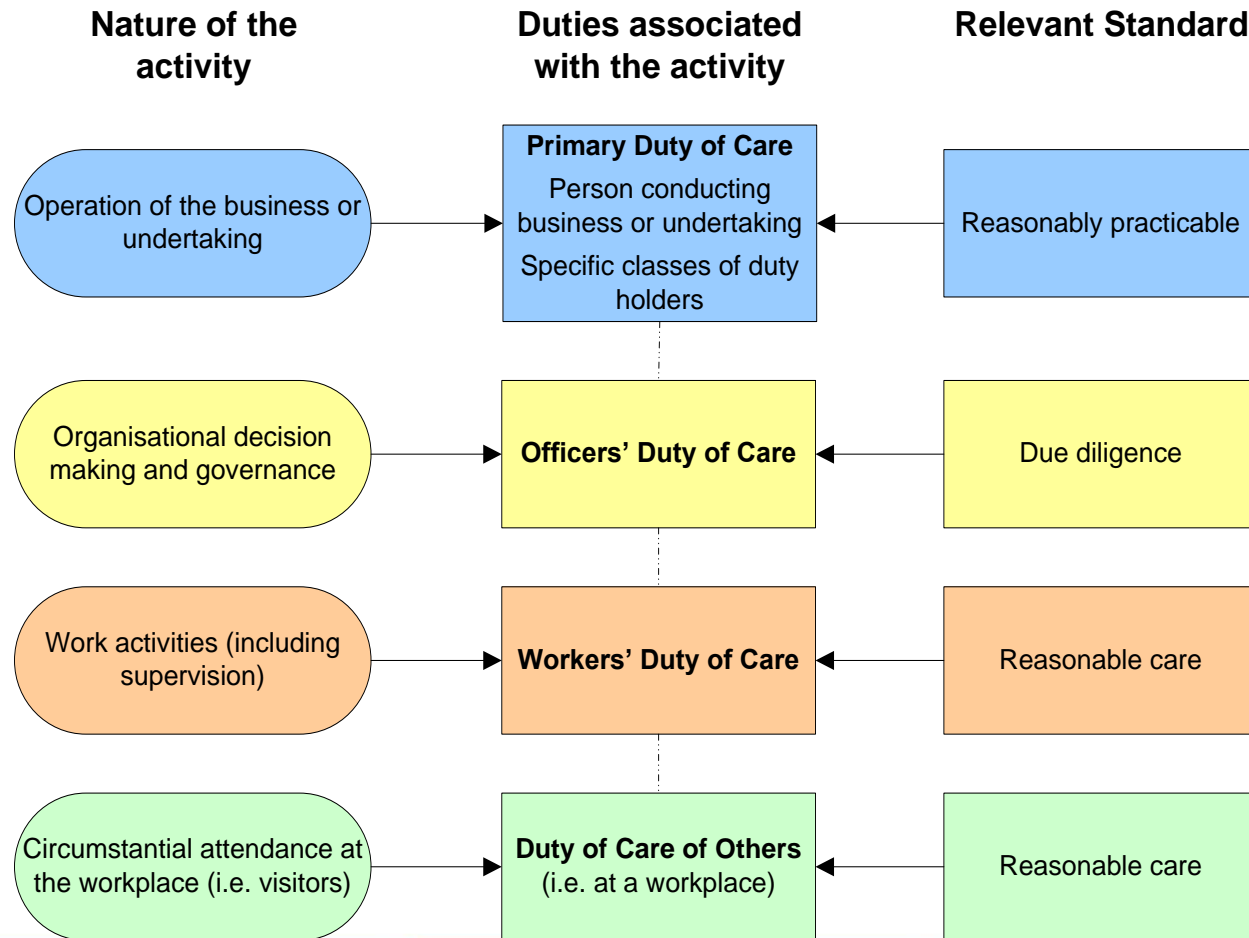 Nature of the
activity
Duties associated
with the activity
Relevant Standard
Operation of the business or
undertaking
Primary Duty of Care
Person conducting
business or undertaking
Specific classes of duty
holders
Reasonably practicable
Organisational decision
making and governance
Officers’ Duty of Care
Due diligence
Work activities (including
supervision)
Workers’ Duty of Care
Reasonable care
Circumstantial attendance at
the workplace (i.e. visitors)
Duty of Care of Others
(i.e. at a workplace)
Reasonable care